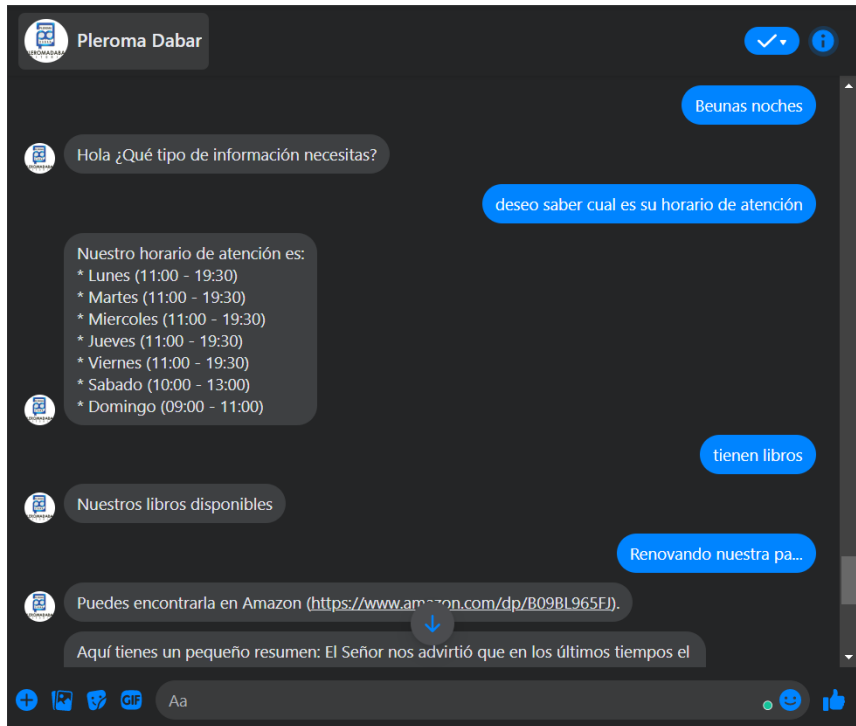 Pleroma Dabar
Beunas noches
Hola ¿Qué tipo de información necesitas?
deseo saber cual es su horario de atención
Nuestro horario de atención es:
* Lunes (11:00 - 19:30)
* Martes (11:00 - 19:30)
* Miercoles (11:00 - 19:30)
* Jueves (11:00 - 19:30)
* Viernes (11:00 - 19:30)
* Sabado (10:00 - 13:00)
* Domingo (09:00 - 11:00)
tienen libros
Nuestros libros disponibles
Renovando nuestra pa...
Puedes encontrarla en Amazon (https://www.amazon.com/dp/B09BL965FJ).
Aquí tienes un pequeño resumen: El Señor nos advirtió que en los últimos tiempos el
GIF
Aa